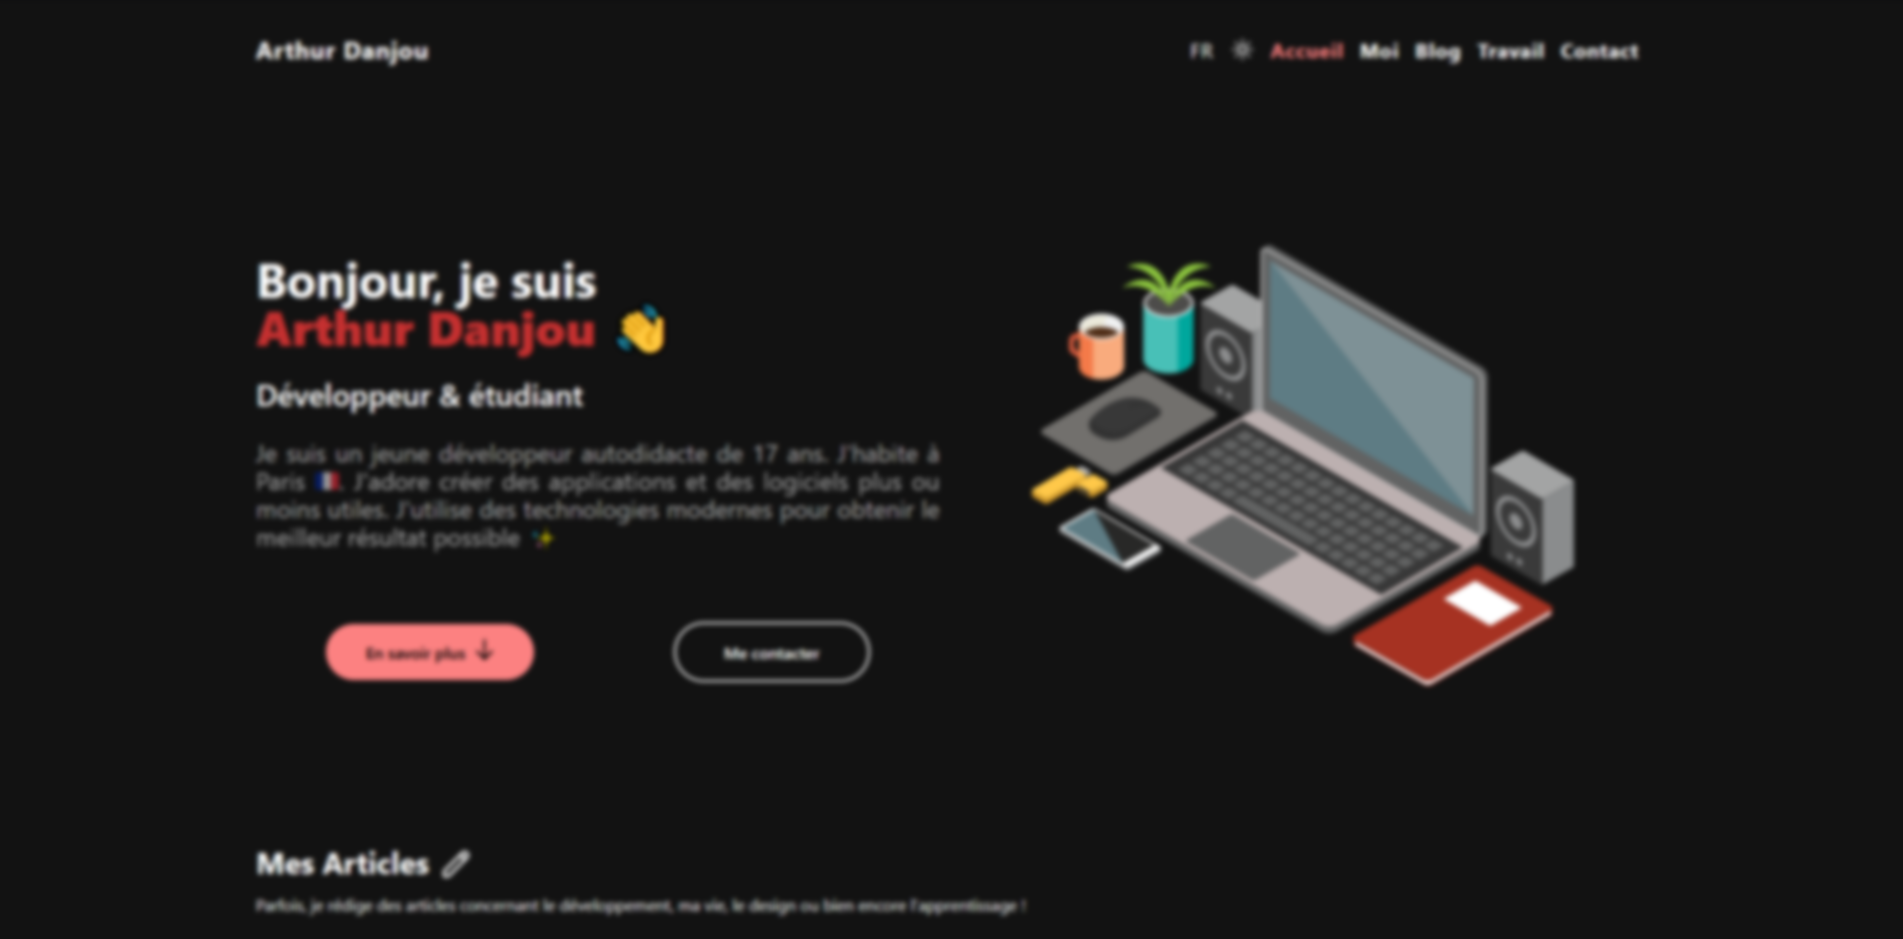 Arthur Danjou
FR Accueil Moi Blog Travail Contact
Bonjour, je suis
Arthur Danjou 👋
Développeur & étudiant
Je suis un jeune développeur autodidacte de 17 ans. J'habite à
Paris 🇫🇷. J'adore créer des applications et des logiciels plus ou
moins utiles. J'utilise des technologies modernes pour obtenir le
meilleur résultat possible ✨
En savoir plus ↓
Me contacter
Mes Articles
Parfois, je rédige des articles concernant le développement, ma vie, le design ou bien encore l'apprentissage !